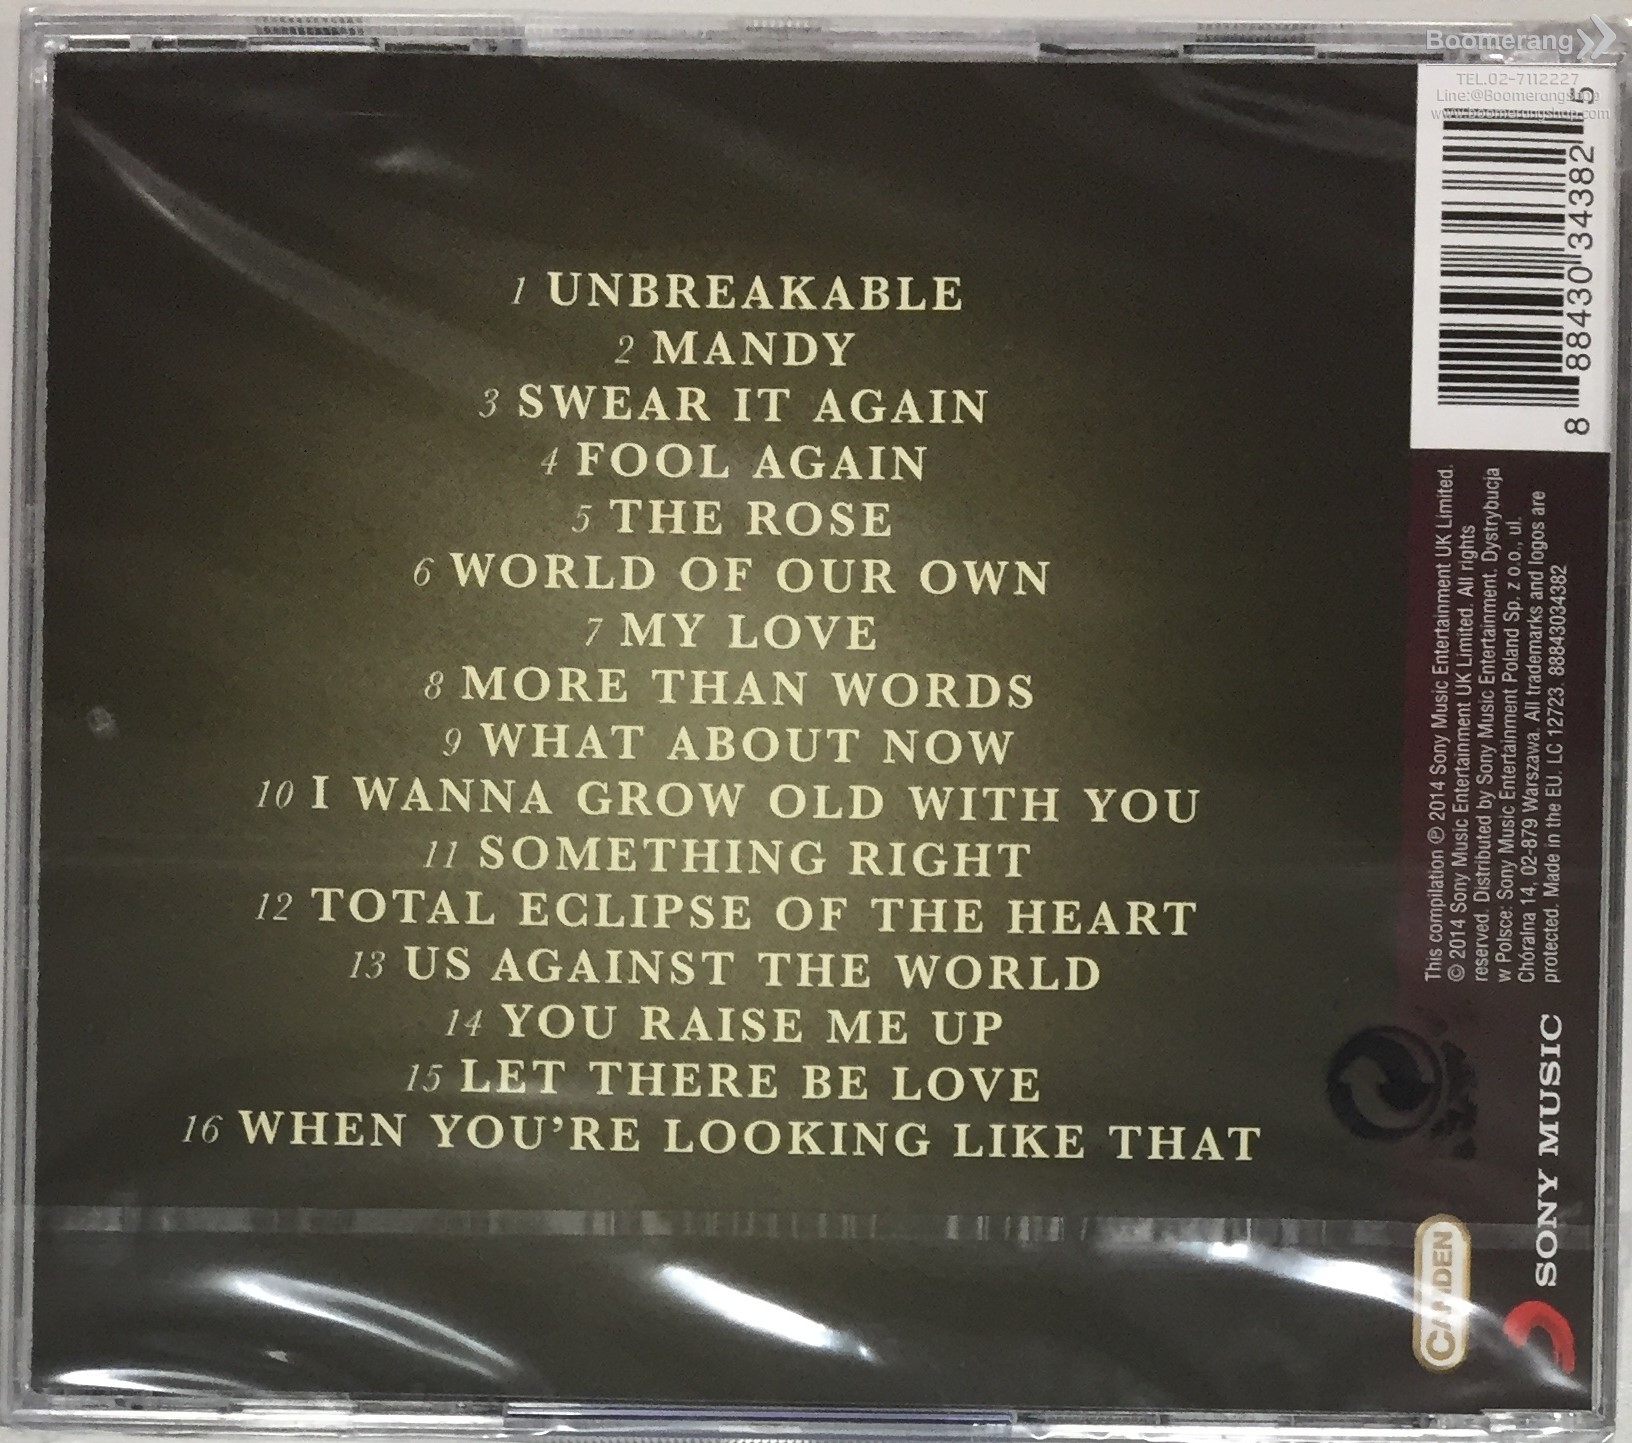 Boomerang
TEL.02-7112227
Line:@Boomerangshop
www.boomerangshop.com
1 UNBREAKABLE
2 MANDY
3 SWEAR IT AGAIN
4 FOOL AGAIN
5 THE ROSE
6 WORLD OF OUR OWN
7 MY LOVE
8 MORE THAN WORDS
9 WHAT ABOUT NOW
10 I WANNA GROW OLD WITH YOU
11 SOMETHING RIGHT
12 TOTAL ECLIPSE OF THE HEART
13 US AGAINST THE WORLD
14 YOU RAISE ME UP
15 LET THERE BE LOVE
16 WHEN YOU'RE LOOKING LIKE THAT
8 88430 34382 5
This compilation ℗ 2014 Sony Music Entertainment UK Limited.
© 2014 Sony Music Entertainment UK Limited. All rights
reserved. Distributed by Sony Music Entertainment. Dystrybucja
w Polsce: Sony Music Entertainment Poland Sp. z o.o., ul.
Chóralna 14, 02-879 Warszawa. All trademarks and logos are
protected. Made in the EU. LC 12723. 88843034382
CAMDEN
SONY MUSIC